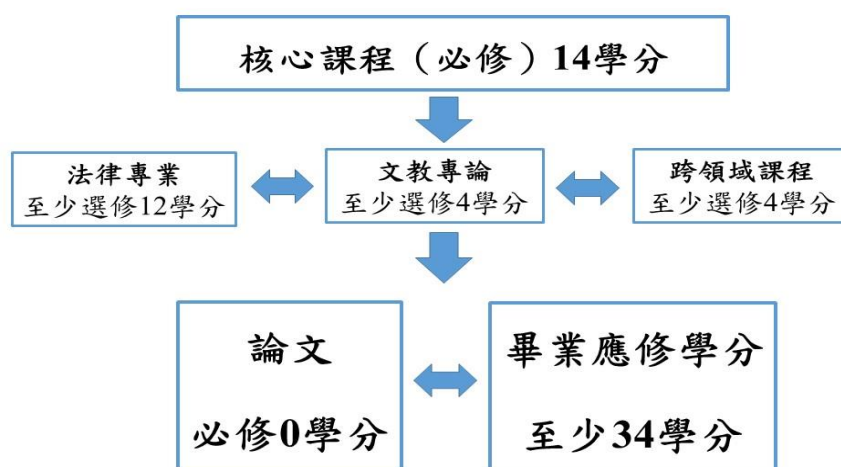 核心課程（必修）14學分
法律專業
至少選修12學分
文教專論
至少選修4學分
跨領域課程
至少選修4學分
論文
必修0學分
畢業應修學分
至少34學分